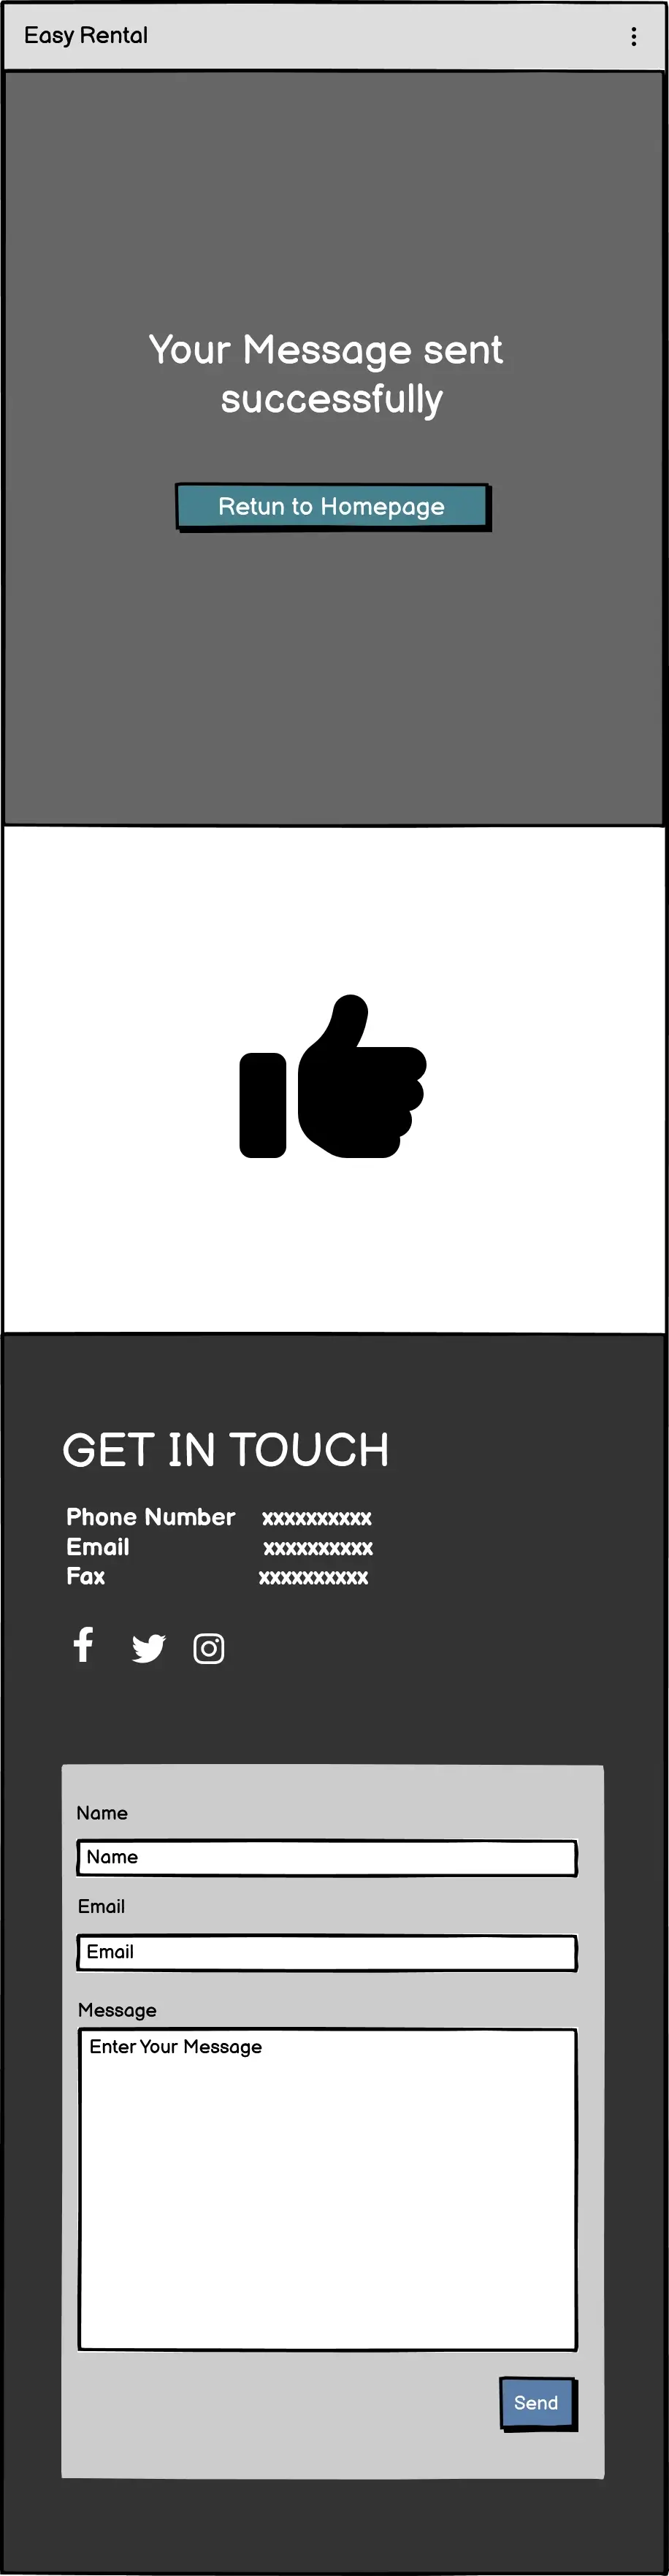 Easy Rental
Your Message sent
successfully
Retun to Homepage
GET IN TOUCH
Phone Number xxxxxxxxxx
Email xxxxxxxxxx
Fax xxxxxxxxxx
Name
Name
Email
Email
Message
Enter Your Message
Send